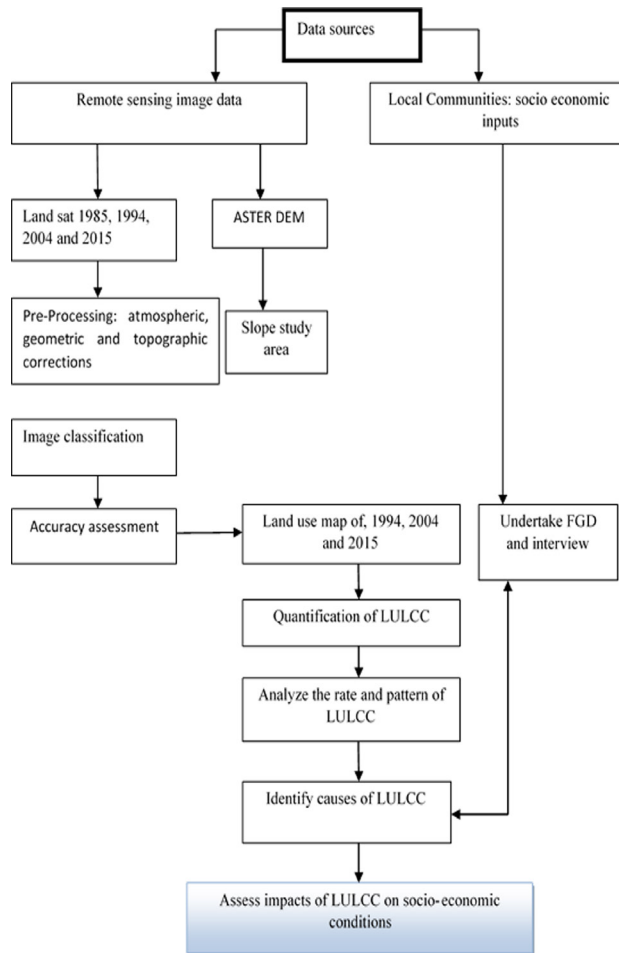 Data sources
Remote sensing image data
Local Communities: socio economic
inputs
Land sat 1985, 1994,
2004 and 2015
ASTER DEM
Pre-Processing: atmospheric,
geometric and topographic
corrections
Slope study
area
Image classification
Accuracy assessment
Land use map of, 1994, 2004
and 2015
Undertake FGD
and interview
Quantification of LULCC
Analyze the rate and pattern of
LULCC
Identify causes of LULCC
Assess impacts of LULCC on socio-economic
conditions